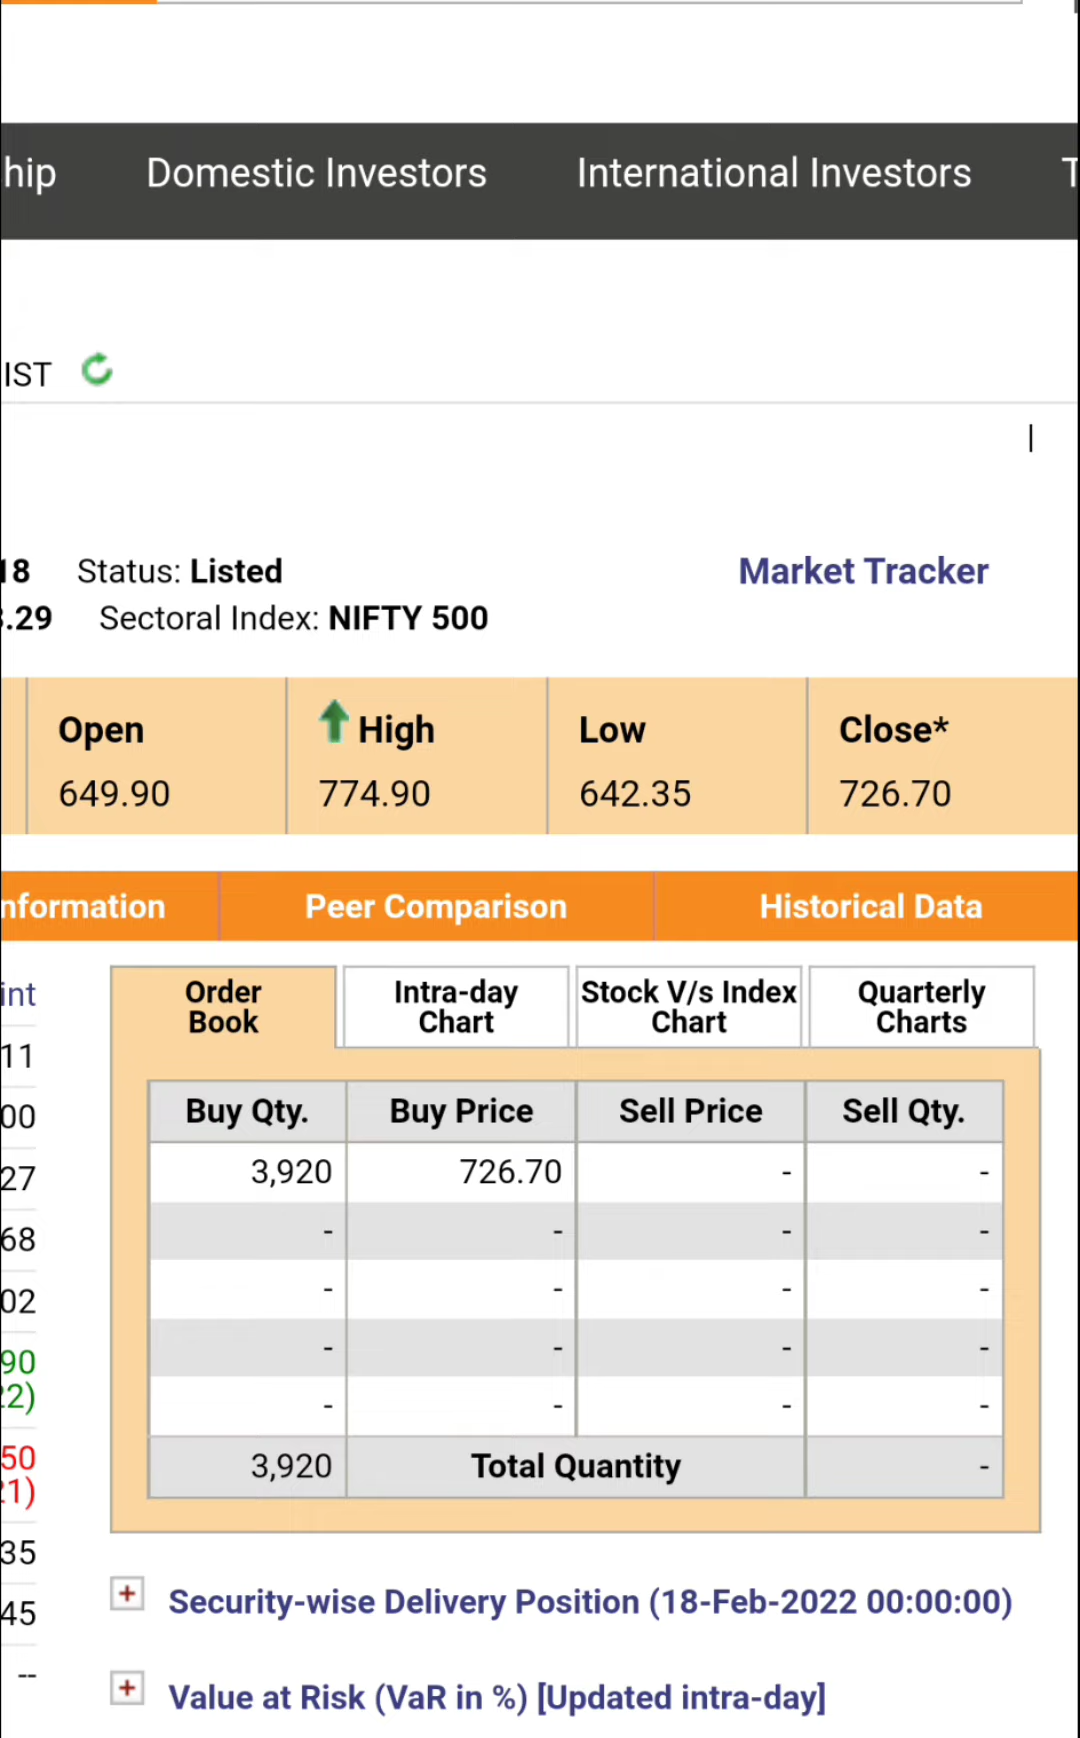 hip Domestic Investors International Investors T
IST
|
18 Status: Listed Market Tracker
.29 Sectoral Index: NIFTY 500
Open High Low Close*
649.90 774.90 642.35 726.70
nformation Peer Comparison Historical Data
int Order Book Intra-day Chart Stock V/s Index Chart Quarterly Charts
11
Buy Qty. Buy Price Sell Price Sell Qty.
00
3,920 726.70 - -
27
- - - -
68
- - - -
02
- - - -
90
22)
- - - -
50
3,920 Total Quantity -
21)
35
+ Security-wise Delivery Position (18-Feb-2022 00:00:00)
45
--
+ Value at Risk (VaR in %) [Updated intra-day]